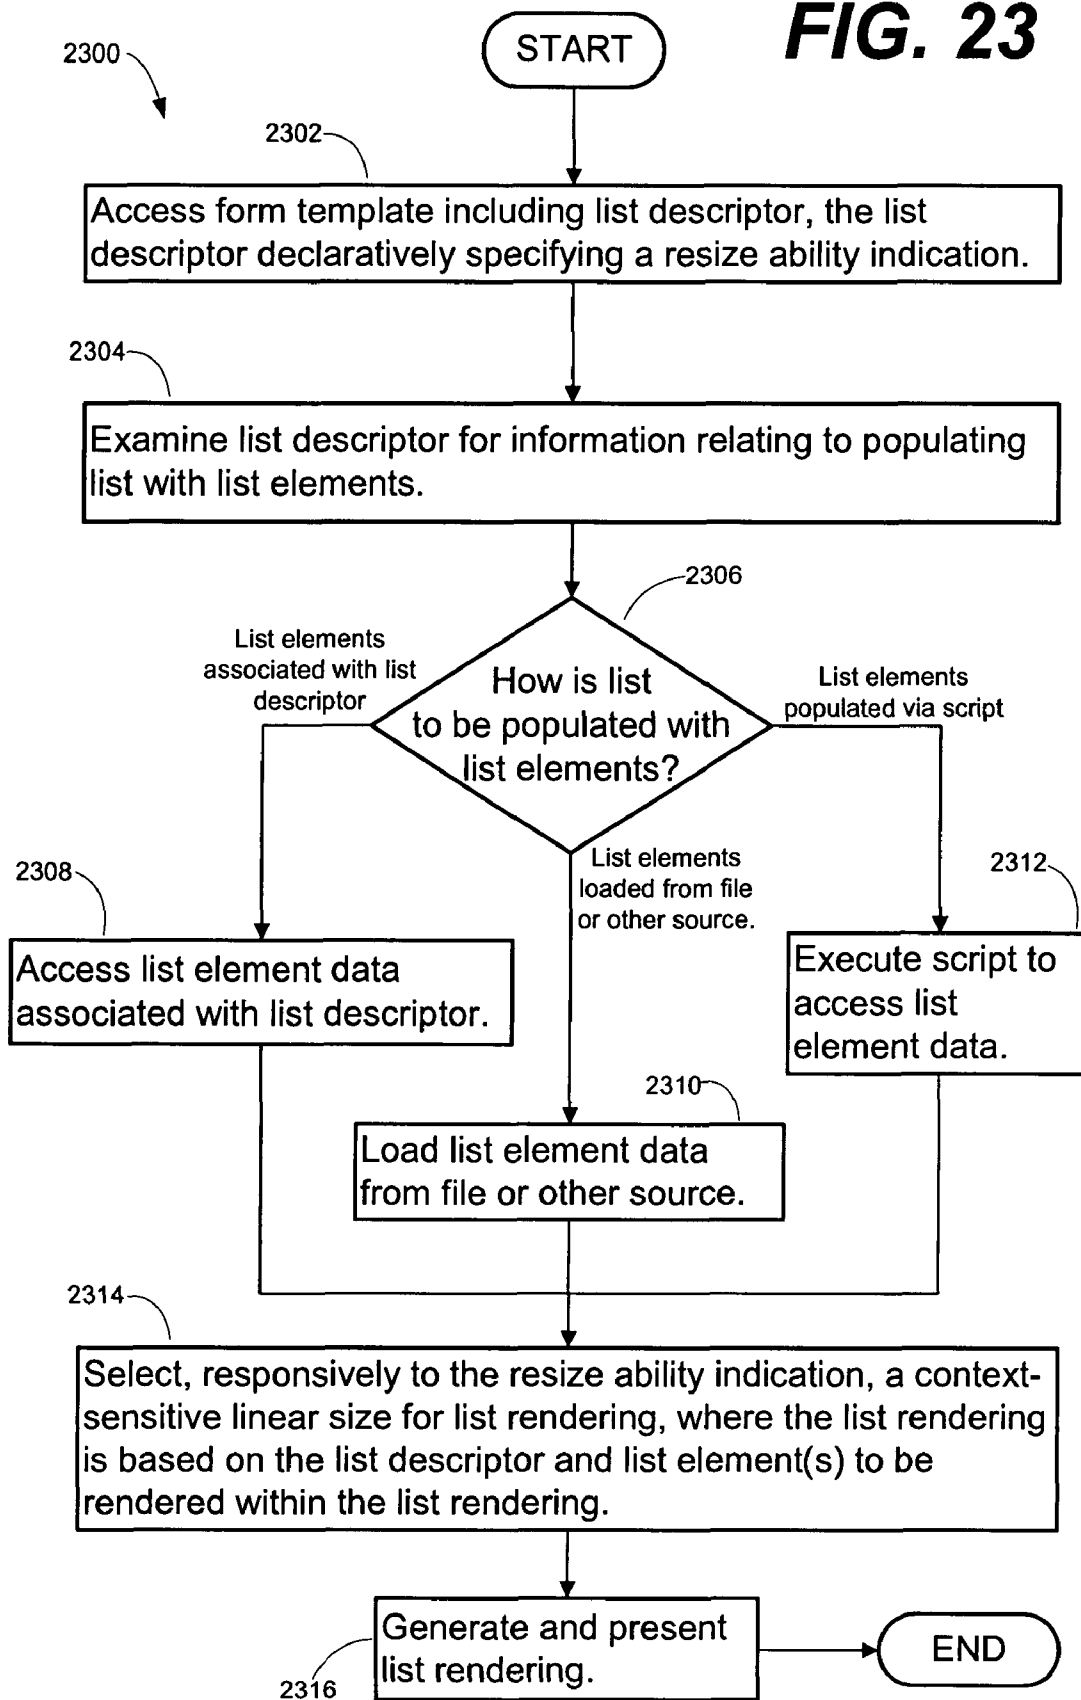 FIG. 23
START
2300
2302
Access form template including list descriptor, the list
descriptor declaratively specifying a resize ability indication.
2304
Examine list descriptor for information relating to populating
list with list elements.
2306
List elements
associated with list
descriptor
How is list
to be populated with
list elements?
List elements
populated via script
List elements
loaded from file
or other source.
2308
Access list element data
associated with list descriptor.
2312
Execute script to
access list
element data.
2310
Load list element data
from file or other source.
2314
Select, responsively to the resize ability indication, a context-
sensitive linear size for list rendering, where the list rendering
is based on the list descriptor and list element(s) to be
rendered within the list rendering.
Generate and present
list rendering.
2316
END